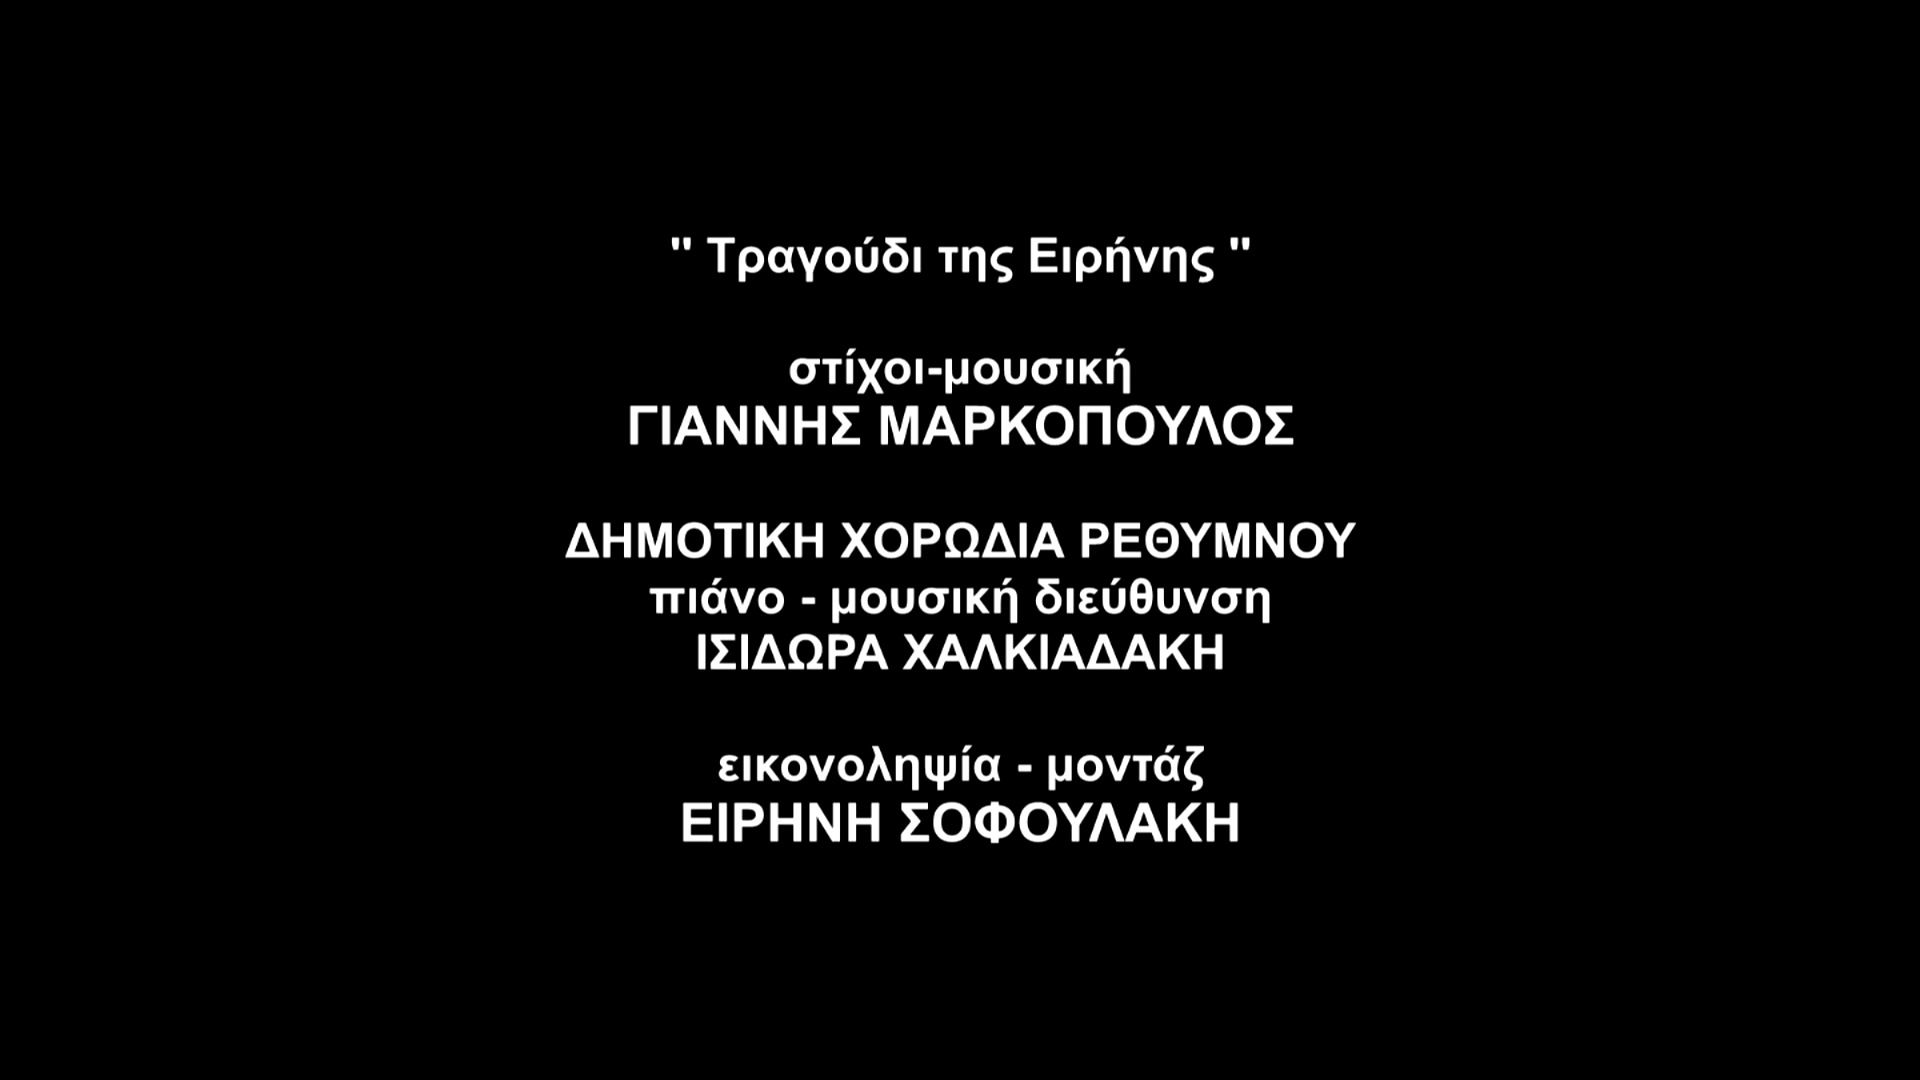 " Τραγούδι της Ειρήνης "
στίχοι-μουσική
ΓΙΑΝΝΗΣ ΜΑΡΚΟΠΟΥΛΟΣ
ΔΗΜΟΤΙΚΗ ΧΟΡΩΔΙΑ ΡΕΘΥΜΝΟΥ
πιάνο - μουσική διεύθυνση
ΙΣΙΔΩΡΑ ΧΑΛΚΙΑΔΑΚΗ
εικονοληψία - μοντάζ
ΕΙΡΗΝΗ ΣΟΦΟΥΛΑΚΗ